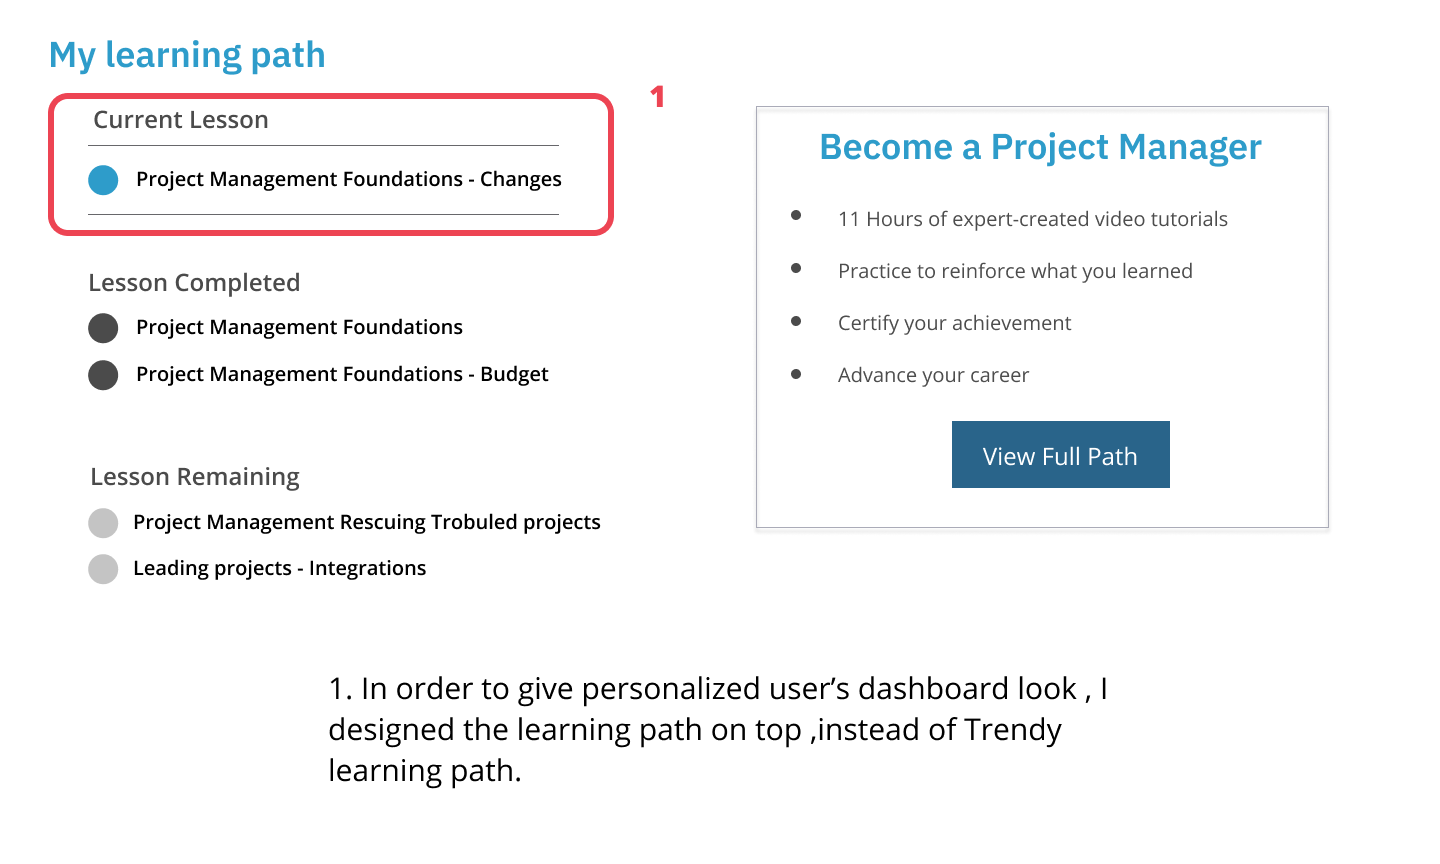 My learning path
1
Current Lesson
Project Management Foundations - Changes
Lesson Completed
Project Management Foundations
Project Management Foundations - Budget
Lesson Remaining
Project Management Rescuing Trobuled projects
Leading projects - Integrations
Become a Project Manager
11 Hours of expert-created video tutorials
Practice to reinforce what you learned
Certify your achievement
Advance your career
View Full Path
1. In order to give personalized user’s dashboard look , I
designed the learning path on top ,instead of Trendy
learning path.